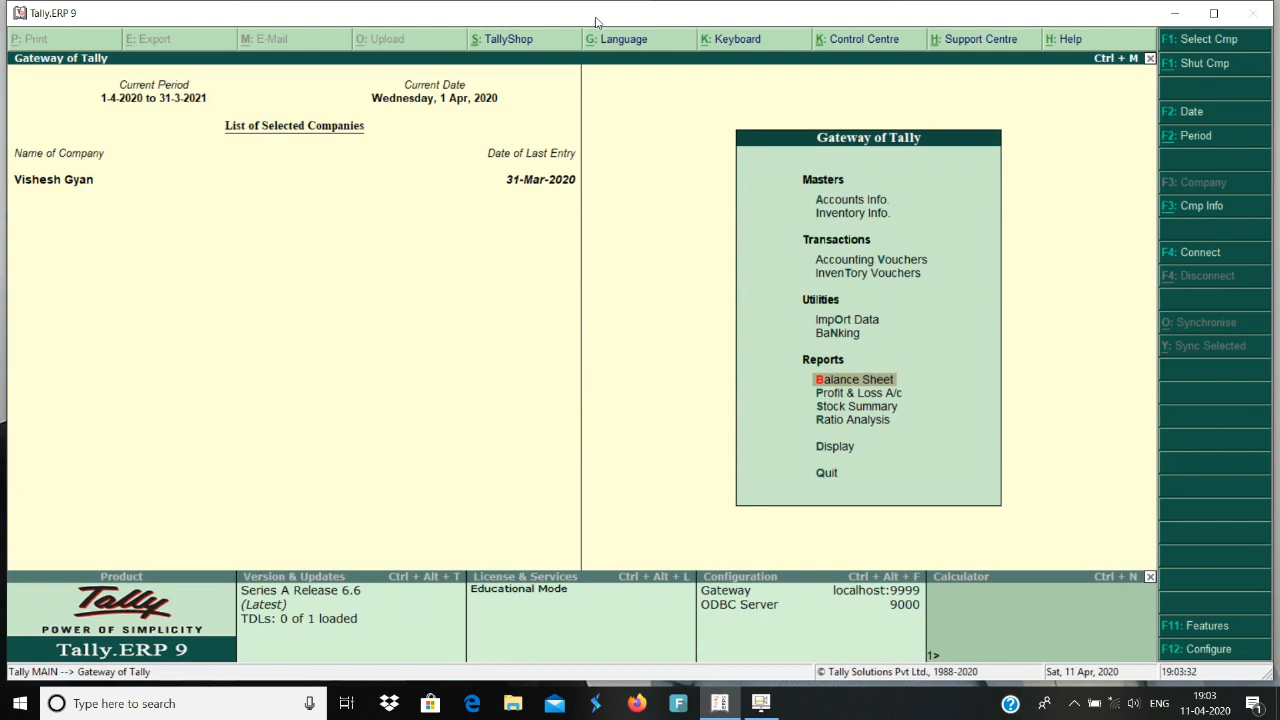 Tally.ERP 9
P: Print
E: Export
M: E-Mail
O: Upload
S: TallyShop
G: Language
K: Keyboard
K: Control Centre
H: Support Centre
H: Help
Gateway of Tally
Ctrl + M
Current Period
1-4-2020 to 31-3-2021
Current Date
Wednesday, 1 Apr, 2020
List of Selected Companies
Name of Company
Date of Last Entry
Vishesh Gyan
31-Mar-2020
Gateway of Tally
Masters
Accounts Info.
Inventory Info.
Transactions
Accounting Vouchers
InvenTory Vouchers
Utilities
ImpOrt Data
BaNking
Reports
Balance Sheet
Profit & Loss A/c
Stock Summary
Ratio Analysis
Display
Quit
F1: Select Cmp
F1: Shut Cmp
F2: Date
F2: Period
F3: Company
F3: Cmp Info
F4: Connect
F4: Disconnect
O: Synchronise
Y: Sync Selected
F11: Features
F12: Configure
Product
Tally
POWER OF SIMPLICITY
Tally.ERP 9
Version & Updates
Ctrl + Alt + T
Series A Release 6.6
(Latest)
TDLs: 0 of 1 loaded
License & Services
Ctrl + Alt + L
Educational Mode
Configuration
Ctrl + Alt + F
Gateway
localhost:9999
ODBC Server
9000
Calculator
Ctrl + N
1>
Tally MAIN --> Gateway of Tally
© Tally Solutions Pvt Ltd., 1988-2020
Sat, 11 Apr, 2020
19:03:32
Type here to search
ENG
19:03
11-04-2020